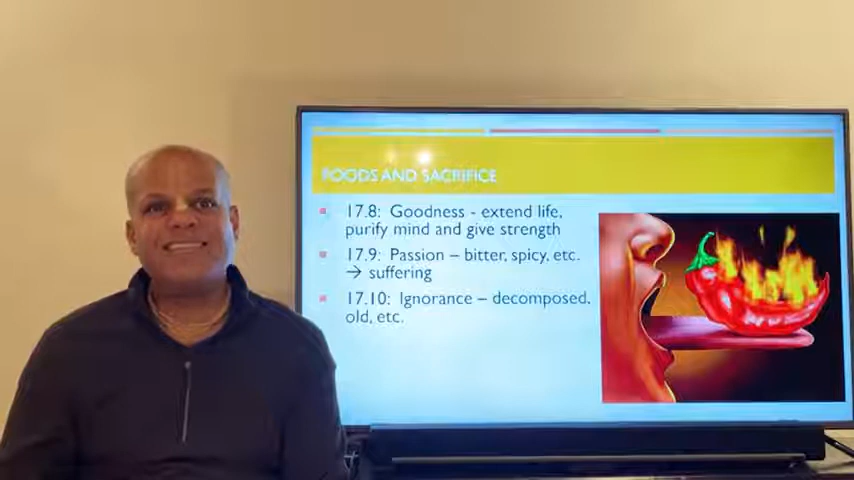 FOODS AND SACRIFICE
17.8: Goodness - extend life,
purify mind and give strength
17.9: Passion – bitter, spicy, etc.
→ suffering
17.10: Ignorance – decomposed,
old, etc.